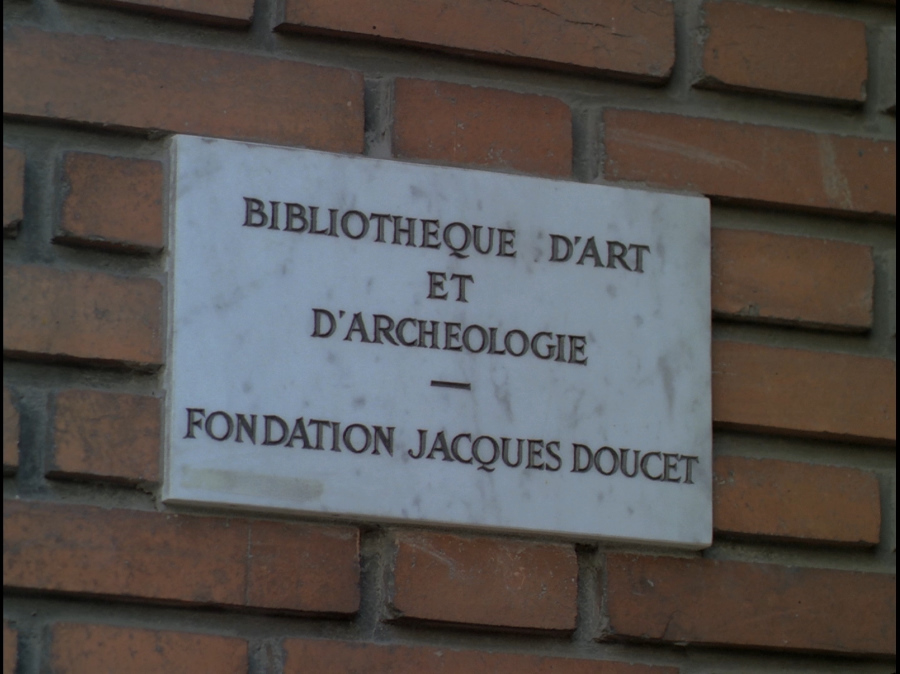 BIBLIOTHEQUE D'ART
ET
D'ARCHEOLOGIE
—
FONDATION JACQUES DOUCET